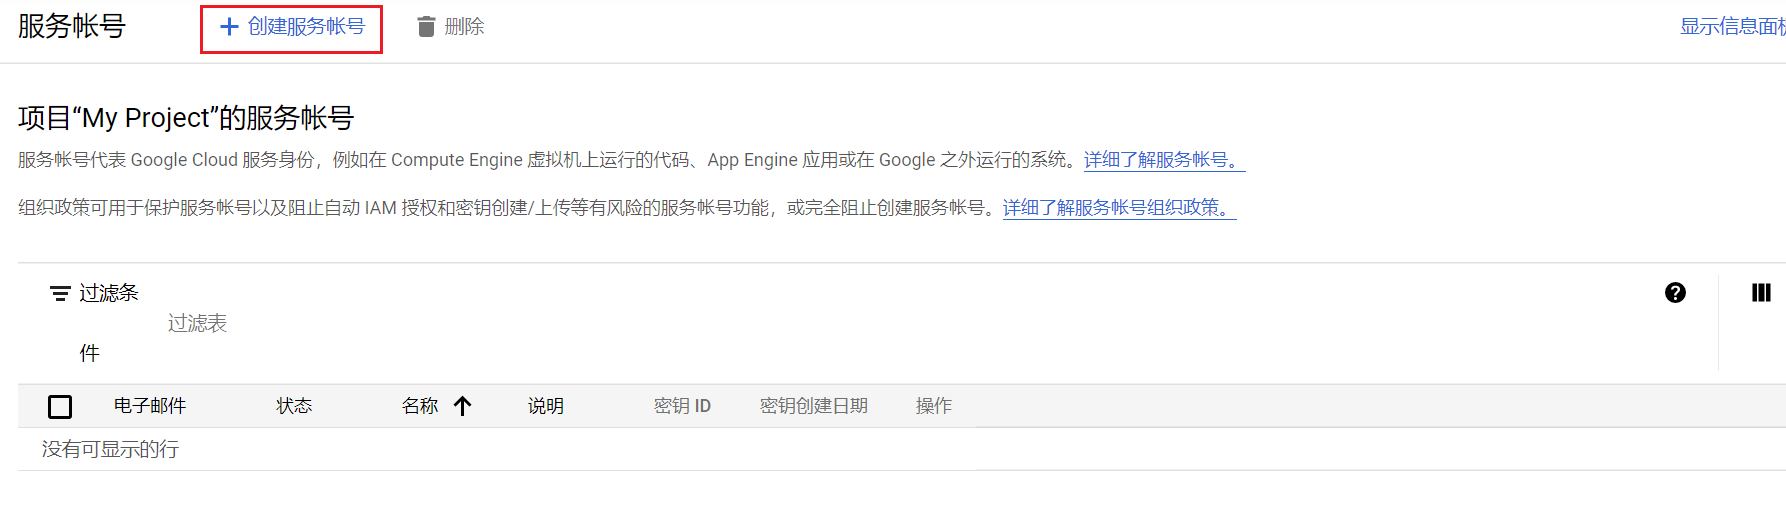 服务帐号 创建服务帐号 删除 显示信息面板
项目“My Project”的服务帐号
服务帐号代表 Google Cloud 服务身份，例如在 Compute Engine 虚拟机上运行的代码、App Engine 应用或在 Google 之外运行的系统。详细了解服务帐号。
组织政策可用于保护服务帐号以及阻止自动 IAM 授权和密钥创建/上传等有风险的服务帐号功能，或完全阻止创建服务帐号。详细了解服务帐号组织政策。
过滤条
过滤表
件
电子邮件 状态 名称 说明 密钥 ID 密钥创建日期 操作
没有可显示的行